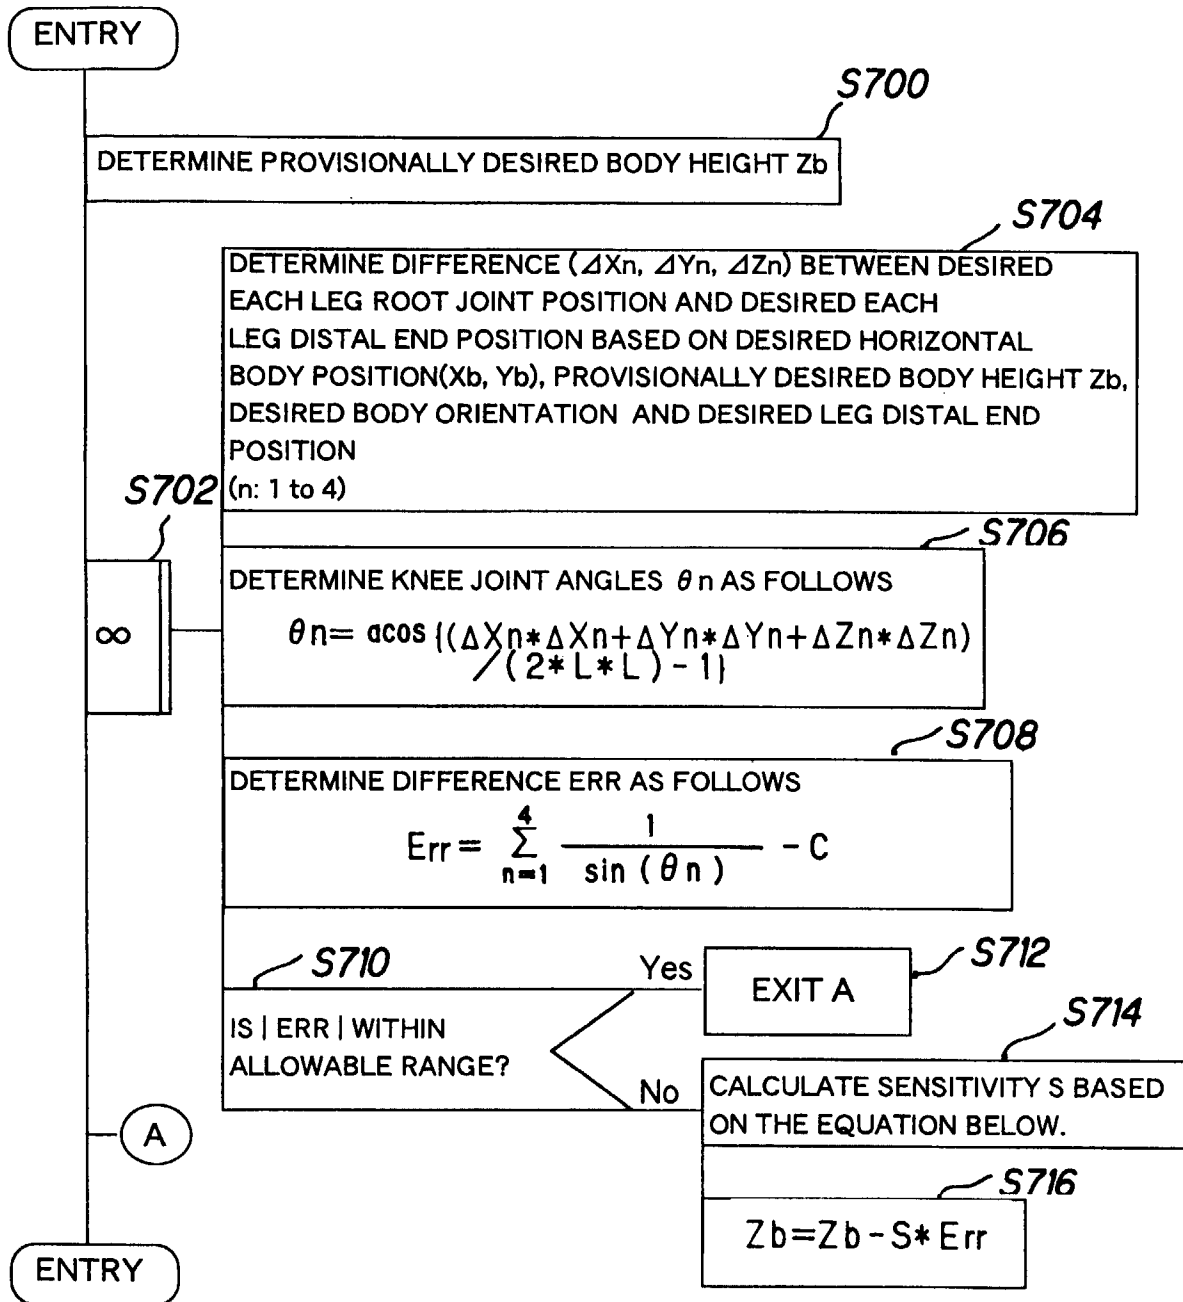 ENTRY
S700
DETERMINE PROVISIONALLY DESIRED BODY HEIGHT Zb
S704
DETERMINE DIFFERENCE (ΔXn, ΔYn, ΔZn) BETWEEN DESIRED
EACH LEG ROOT JOINT POSITION AND DESIRED EACH
LEG DISTAL END POSITION BASED ON DESIRED HORIZONTAL
BODY POSITION(Xb, Yb), PROVISIONALLY DESIRED BODY HEIGHT Zb,
DESIRED BODY ORIENTATION AND DESIRED LEG DISTAL END
POSITION
(n: 1 to 4)
S702
∞
S706
DETERMINE KNEE JOINT ANGLES θn AS FOLLOWS
θn= acos{(ΔXn*ΔXn+ΔYn*ΔYn+ΔZn*ΔZn)
/(2*L*L)-1}
S708
DETERMINE DIFFERENCE ERR AS FOLLOWS
Err = 4 Σ n=1 1 / sin (θn) - C
S710
IS | ERR | WITHIN
ALLOWABLE RANGE?
Yes
EXIT A
S712
No
S714
CALCULATE SENSITIVITY S BASED
ON THE EQUATION BELOW.
A
S716
Zb=Zb-S*Err
ENTRY